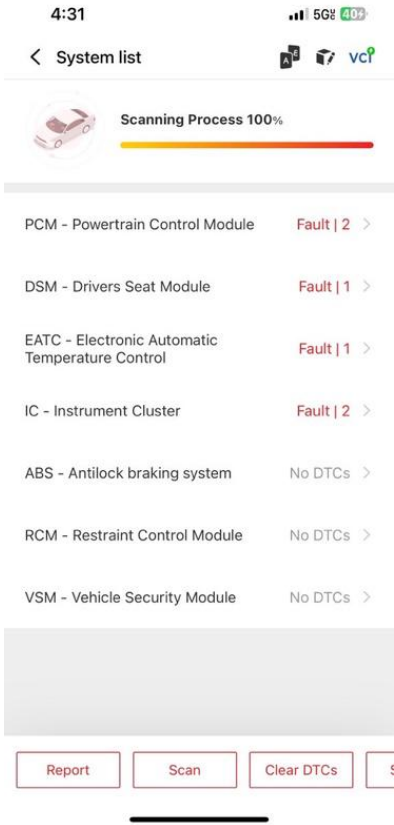 4:31
5G 40
System list
A E
vci
Scanning Process 100%
PCM - Powertrain Control Module
Fault | 2
DSM - Drivers Seat Module
Fault | 1
EATC - Electronic Automatic
Temperature Control
Fault | 1
IC - Instrument Cluster
Fault | 2
ABS - Antilock braking system
No DTCs
RCM - Restraint Control Module
No DTCs
VSM - Vehicle Security Module
No DTCs
Report
Scan
Clear DTCs